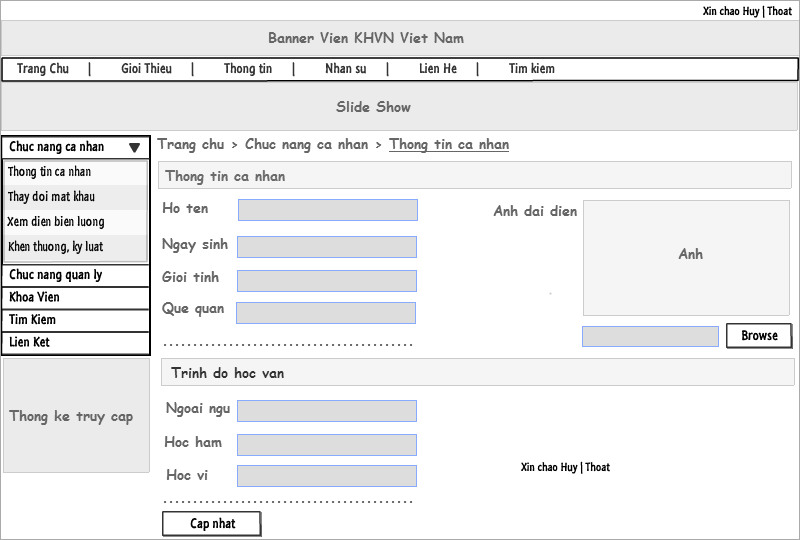 Xin chao Huy | Thoat
Banner Vien KHVN Viet Nam
Trang Chu | Gioi Thieu | Thong tin | Nhan su | Lien He | Tim kiem
Slide Show
Chuc nang ca nhan
Thong tin ca nhan
Thay doi mat khau
Xem dien bien luong
Khen thuong, ky luat
Chuc nang quan ly
Khoa Vien
Tim Kiem
Lien Ket
Thong ke truy cap
Trang chu > Chuc nang ca nhan > Thong tin ca nhan
Thong tin ca nhan
Ho ten
Ngay sinh
Gioi tinh
Que quan
Anh dai dien
Anh
Browse
Trinh do hoc van
Ngoai ngu
Hoc ham
Hoc vi
Xin chao Huy | Thoat
Cap nhat